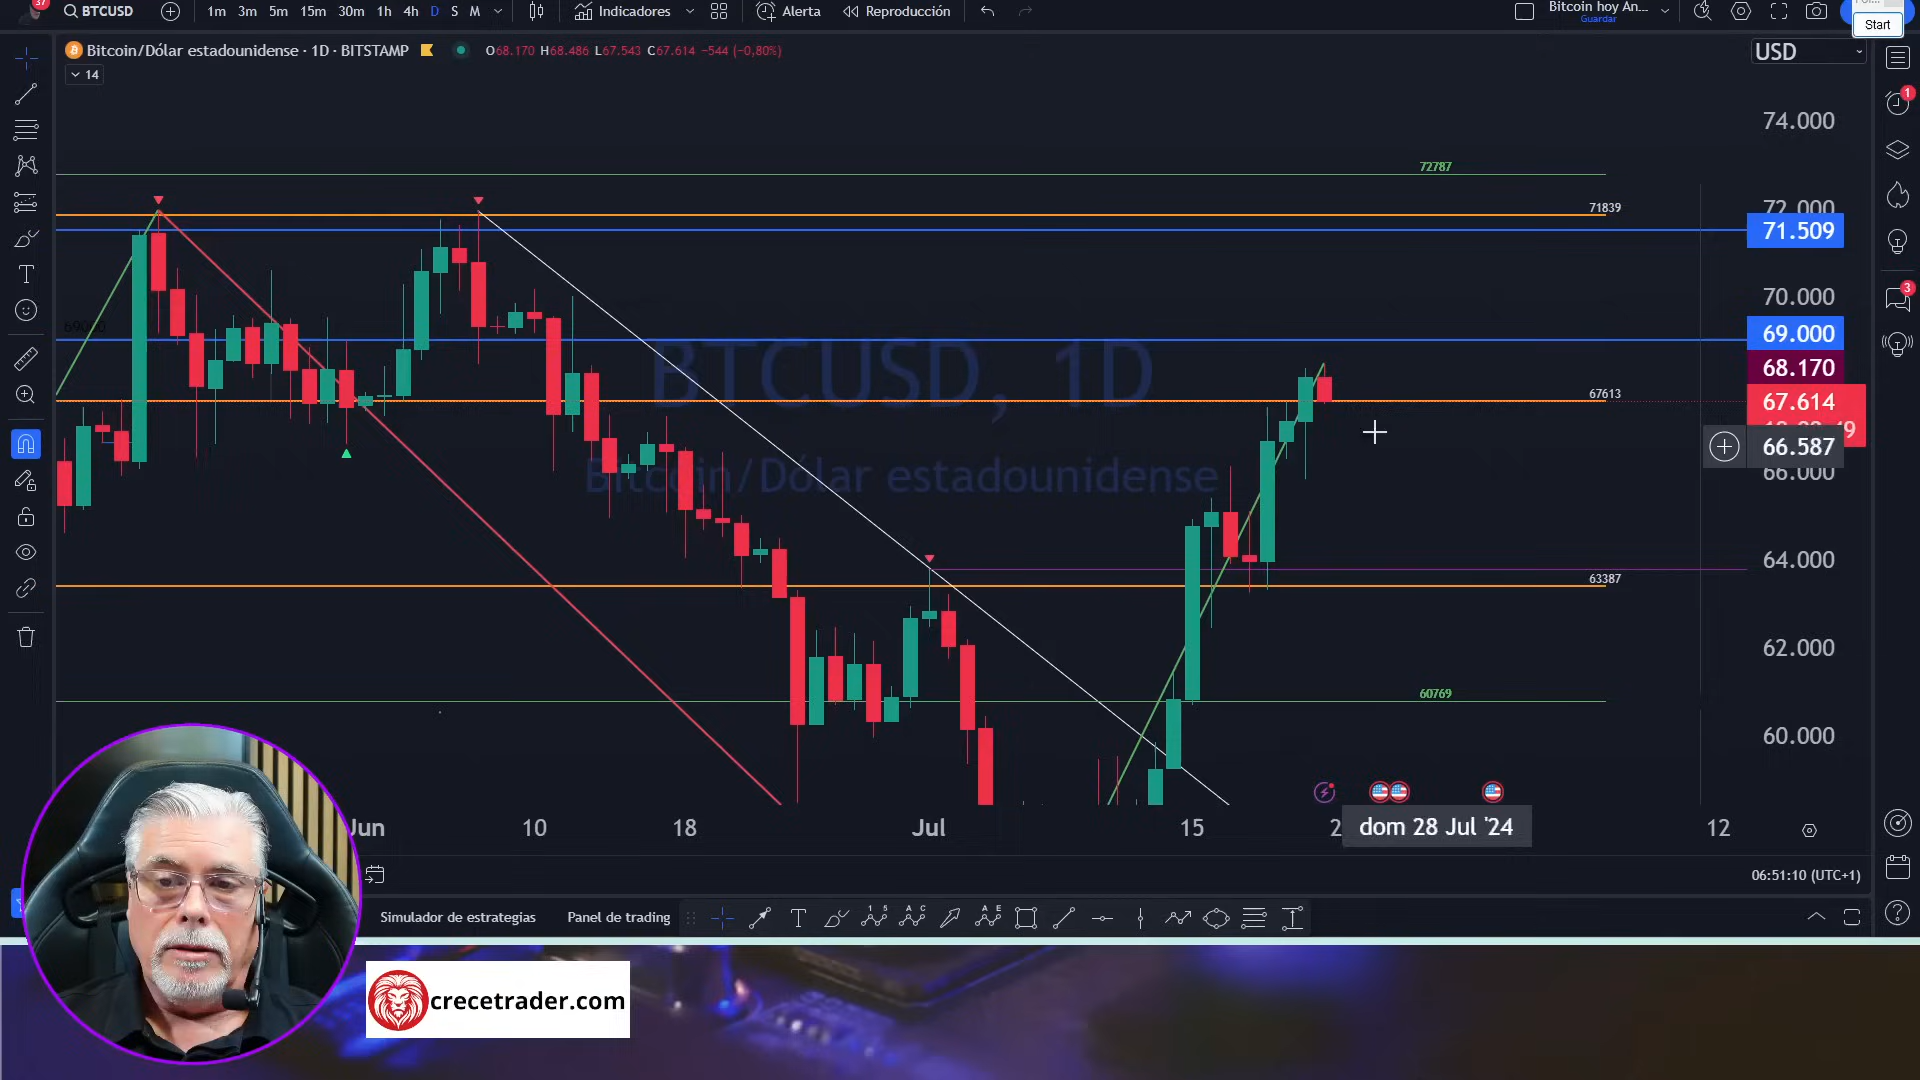 37
BTCUSD
1m 3m 5m 15m 30m 1h 4h D S M
Indicadores
Alerta
Reproducción
Bitcoin hoy An...
Guardar
Start
Bitcoin/Dólar estadounidense · 1D · BITSTAMP
O68.170 H68.486 L67.543 C67.614 -544 (-0,80%)
USD
14
1
3
74.000
72787
71839
72.000
71.509
70.000
69.000
BTCUSD, 1D
68.170
67613
67.614
66.587
66.000
Bitcoin/Dólar estadounidense
64.000
63387
62.000
60769
60.000
Jun 10 18 Jul 15 2 dom 28 Jul '24 12
06:51:10 (UTC+1)
Simulador de estrategias
Panel de trading
crecetrader.com